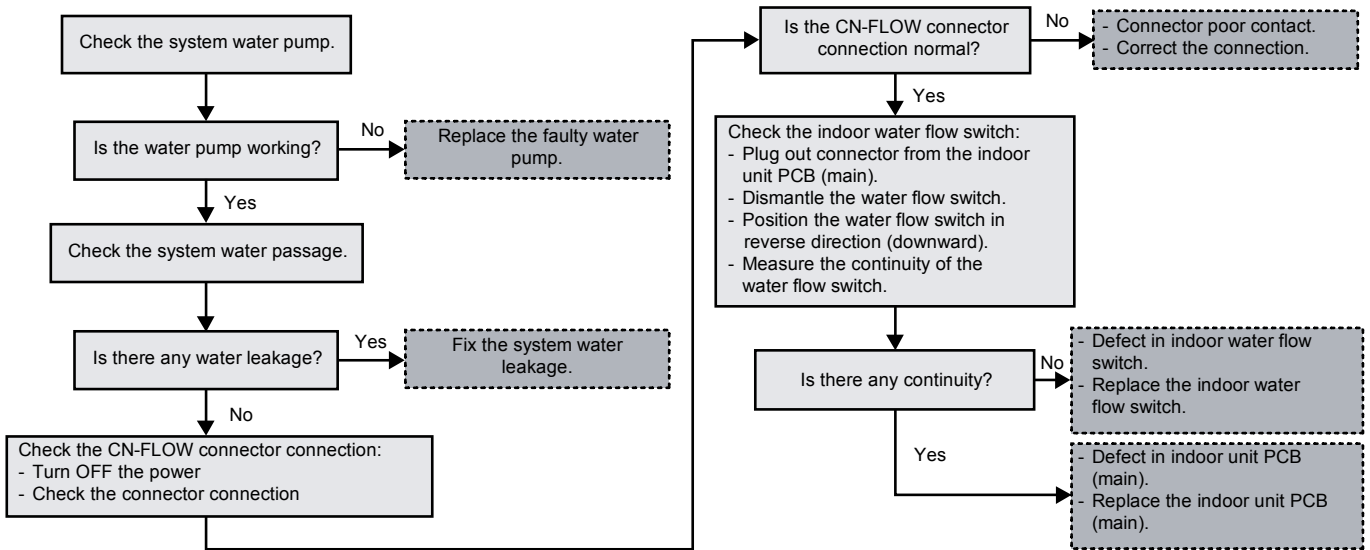 Check the system water pump.
Is the water pump working?
No
Replace the faulty water
pump.
Yes
Check the system water passage.
Is there any water leakage?
Yes
Fix the system water
leakage.
No
Check the CN-FLOW connector connection:
- Turn OFF the power
- Check the connector connection
Is the CN-FLOW connector
connection normal?
No
- Connector poor contact.
- Correct the connection.
Yes
Check the indoor water flow switch:
- Plug out connector from the indoor
unit PCB (main).
- Dismantle the water flow switch.
- Position the water flow switch in
reverse direction (downward).
- Measure the continuity of the
water flow switch.
Is there any continuity?
No
- Defect in indoor water flow
switch.
- Replace the indoor water
flow switch.
Yes
- Defect in indoor unit PCB
(main).
- Replace the indoor unit PCB
(main).